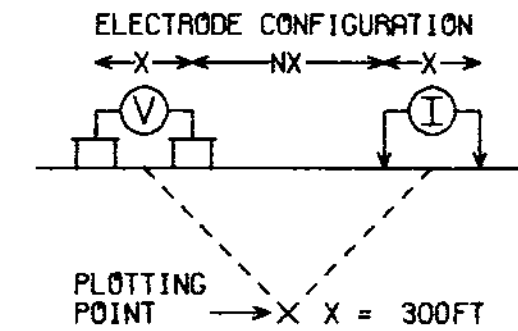 ELECTRODE CONFIGURATION
X NX X
V I
PLOTTING
POINT X X = 300FT